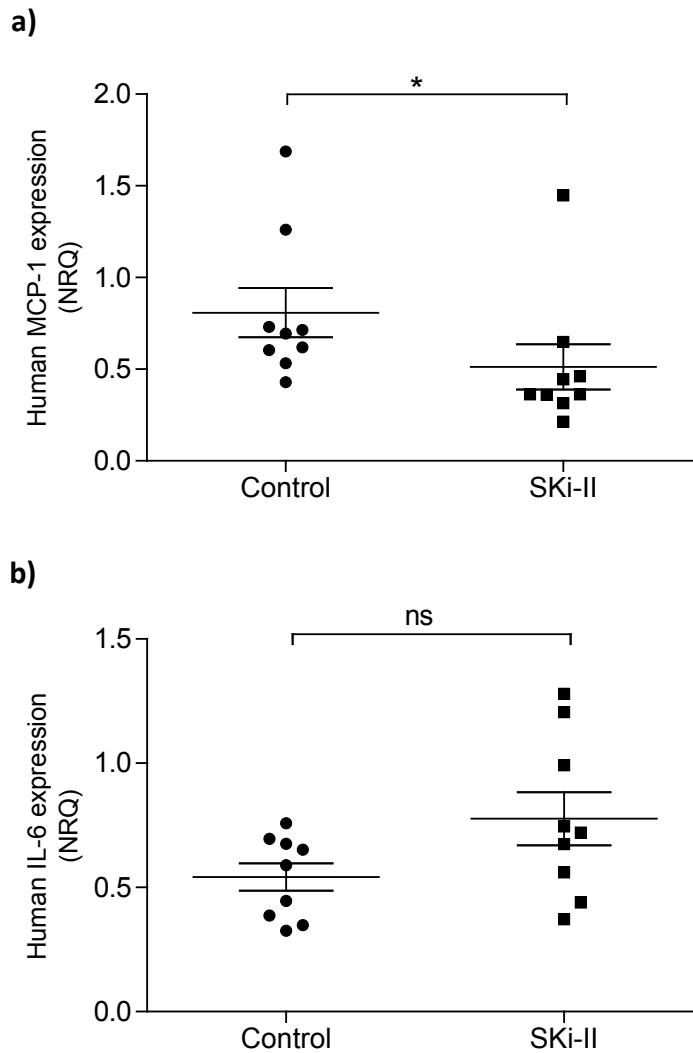 a)
*
2.0
1.5
1.0
0.5
0.0
Human MCP-1 expression
(NRQ)
Control SKi-II
b)
ns
1.5
1.0
0.5
0.0
Human IL-6 expression
(NRQ)
Control SKi-II